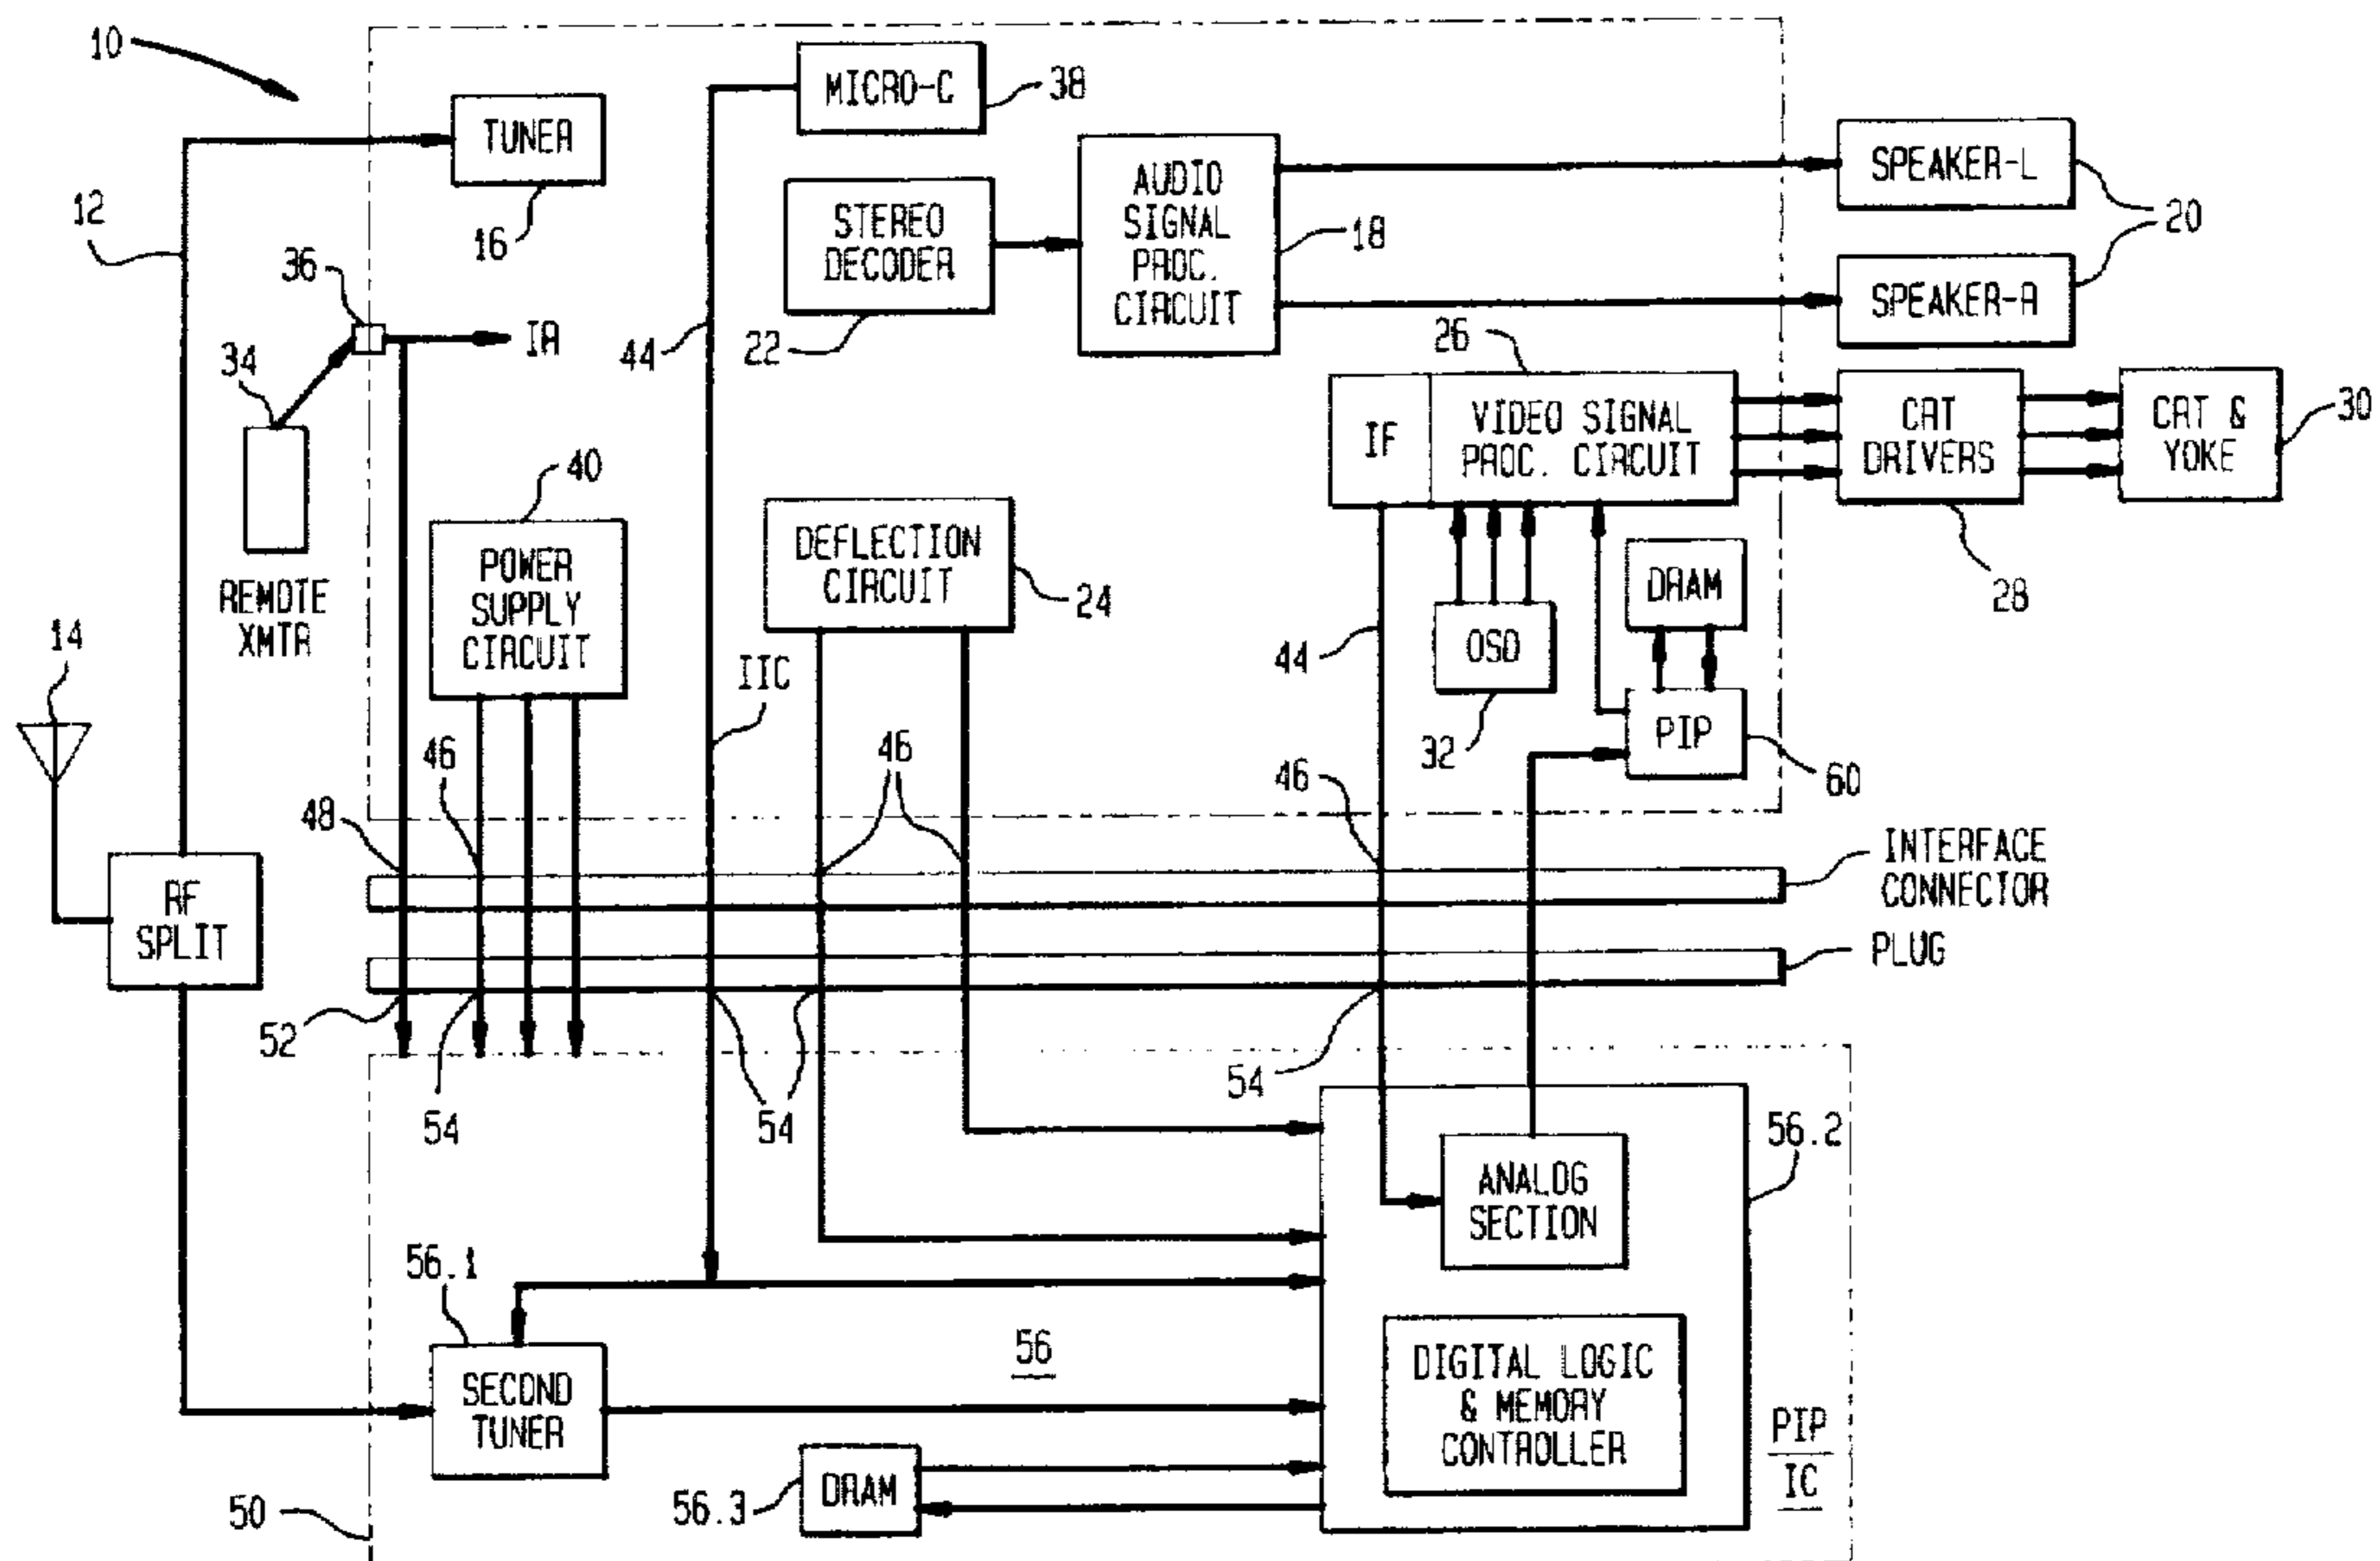 10
MICRO-C
38
TUNER
16
12
36
IR
34
REMOTE
XMTR
STEREO
DECODER
22
AUDIO
SIGNAL
PROC.
CIRCUIT
18
SPEAKER-L
SPEAKER-R
20
44
26
IF
VIDEO SIGNAL
PROC. CIRCUIT
CRT
DRIVERS
28
CRT &
YOKE
30
40
POWER
SUPPLY
CIRCUIT
DEFLECTION
CIRCUIT
24
IIC
44
OSD
32
DRAM
PIP
60
14
RF
SPLIT
48
46
46
46
INTERFACE
CONNECTOR
PLUG
52
54
54
54
56.2
ANALOG
SECTION
DIGITAL LOGIC
& MEMORY
CONTROLLER
PIP
IC
56.1
SECOND
TUNER
56
56.3
DRAM
50